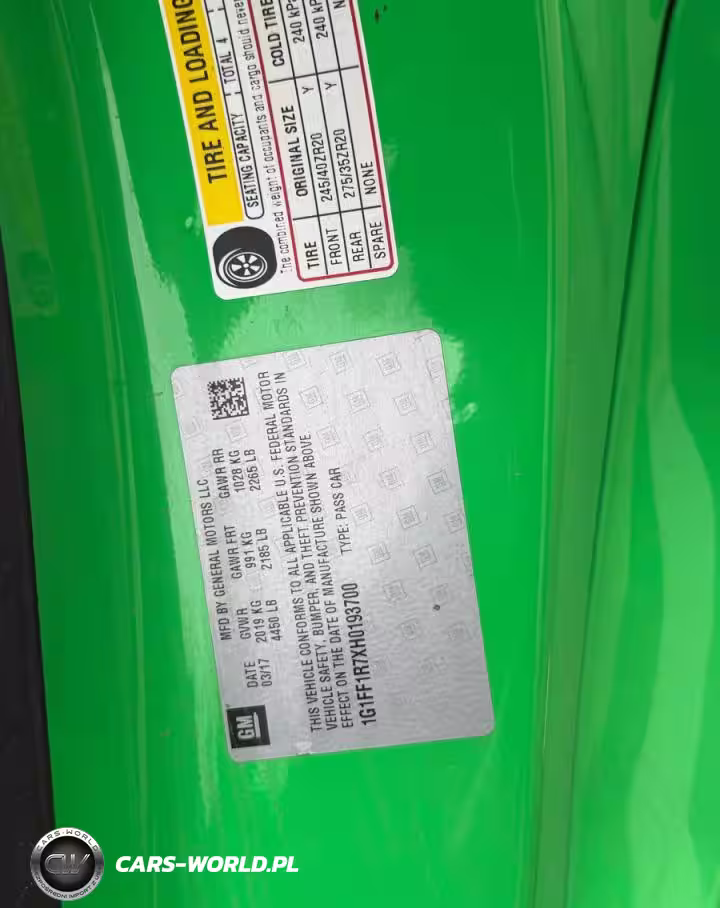 TIRE AND LOADING
SEATING CAPACITY TOTAL 4
The combined weight of occupants and cargo should never
TIRE ORIGINAL SIZE COLD TIRE
FRONT 245/40ZR20 Y 240 kPa
REAR 275/35ZR20 Y 240 kP
SPARE NONE
MFD BY GENERAL MOTORS LLC
DATE GVWR GAWR FRT GAWR RR
03/17 2019 KG 991 KG 1028 KG
4450 LB 2185 LB 2265 LB
THIS VEHICLE CONFORMS TO ALL APPLICABLE U.S. FEDERAL MOTOR
VEHICLE SAFETY, BUMPER, AND THEFT PREVENTION STANDARDS IN
EFFECT ON THE DATE OF MANUFACTURE SHOWN ABOVE.
1G1FF1R7XH0193700 TYPE: PASS CAR
GM
CARS-WORLD
CW
CARS-WORLD.PL